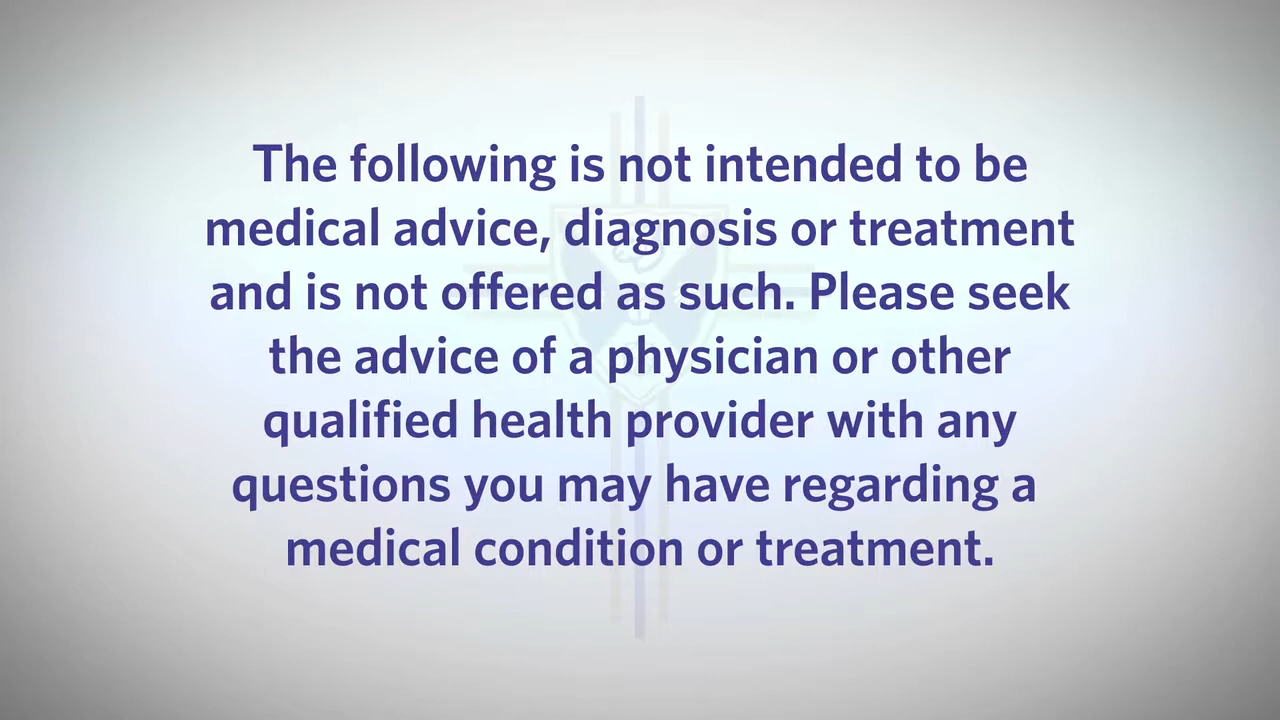 The following is not intended to be
medical advice, diagnosis or treatment
and is not offered as such. Please seek
the advice of a physician or other
qualified health provider with any
questions you may have regarding a
medical condition or treatment.